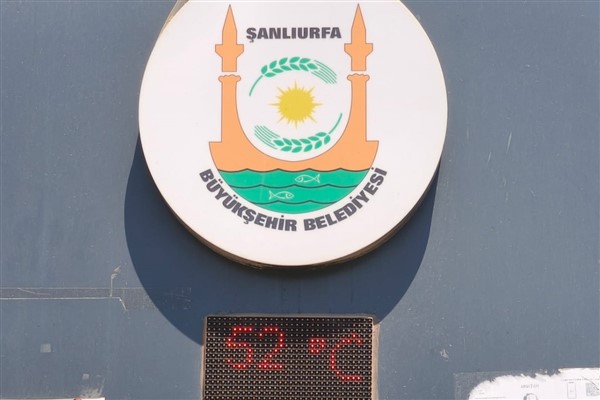 ŞANLIURFA
BÜYÜKŞEHİR BELEDİYESİ
52 °C